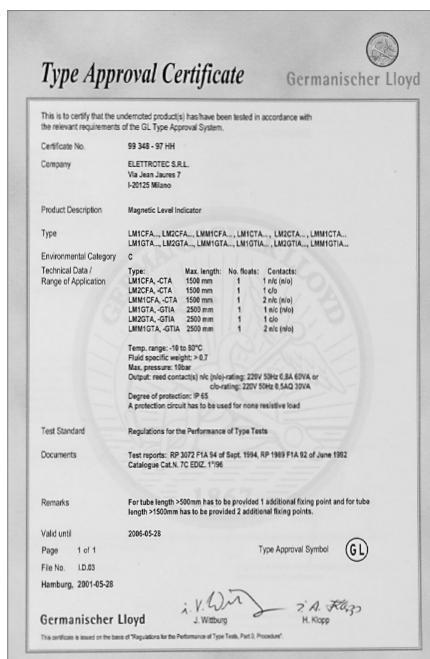 Type Approval Certificate
Germanischer Lloyd
This is to certify that the undernoted product(s) has/have been tested in accordance with
the relevant requirements of the GL Type Approval System.
Certificate No. 99 348 - 97 HH
Company ELETTROTEC S.R.L.
Via Jean Jaures 7
I-20125 Milano
Product Description Magnetic Level Indicator
Type LM1CFA..., LM2CFA..., LMM1CFA..., LM1CTA..., LM2CTA..., LMM1CTA...
LM1GTA..., LM2GTA..., LMM1GTA..., LM1GTIA..., LM2GTIA..., LMM1GTIA...
Environmental Category C
Technical Data / Type: Max. length: No. floats: Contacts:
Range of Application LM1CFA, -CTA 1500 mm 1 1 n/c (n/o)
LM2CFA, -CTA 1500 mm 1 1 c/o
LMM1CFA, -CTA 1500 mm 1 2 n/c (n/o)
LM1GTA, -GTIA 2500 mm 1 1 n/c (n/o)
LM2GTA, -GTIA 2500 mm 1 1 c/o
LMM1GTA, -GTIA 2500 mm 1 2 n/c (n/o)
Temp. range: -10 to 80°C
Fluid specific weight: > 0,7
Max. pressure: 10bar
Output: reed contact(s) n/c (n/o)-rating: 220V 50Hz 0,8A 60VA or
c/o-rating: 220V 50Hz 0,5A 30VA
Degree of protection: IP 65
A protection circuit has to be used for none resistive load
Test Standard Regulations for the Performance of Type Tests
Documents Test reports: RP 3072 F1A 94 of Sept. 1994, RP 1989 F1A 92 of June 1992
Catalogue Cat.N. 7C EDIZ. 1°/96
Remarks For tube length >500mm has to be provided 1 additional fixing point and for tube
length >1500mm has to be provided 2 additional fixing points.
Valid until 2006-05-28
Page 1 of 1 Type Approval Symbol GL
File No. I.D.03
Hamburg, 2001-05-28
Germanischer Lloyd J. Wittburg H. Klopp
This certificate is issued on the basis of "Regulations for the Performance of Type Tests, Part 0, Procedure".